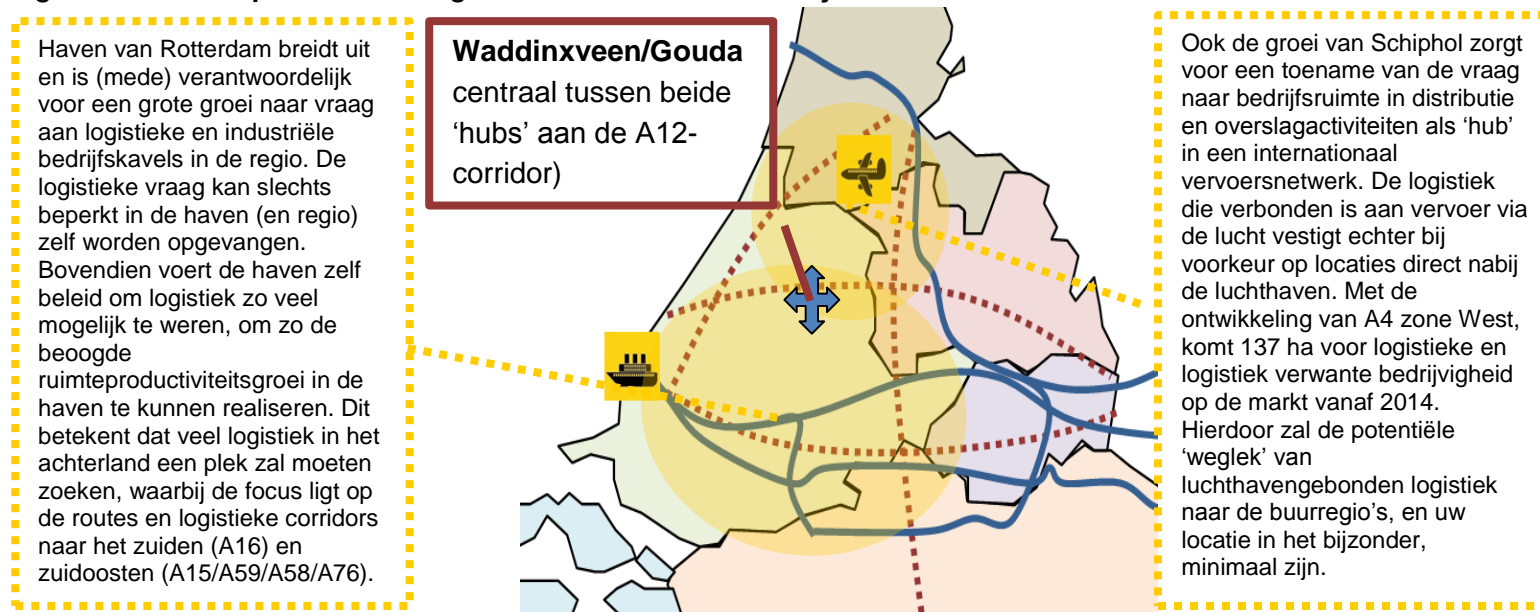 Haven van Rotterdam breidt uit
en is (mede) verantwoordelijk
voor een grote groei naar vraag
aan logistieke en industriële
bedrijfskavels in de regio. De
logistieke vraag kan slechts
beperkt in de haven (en regio)
zelf worden opgevangen.
Bovendien voert de haven zelf
beleid om logistiek zo veel
mogelijk te weren, om zo de
beoogde
ruimteproductiviteitsgroei in de
haven te kunnen realiseren. Dit
betekent dat veel logistiek in het
achterland een plek zal moeten
zoeken, waarbij de focus ligt op
de routes en logistieke corridors
naar het zuiden (A16) en
zuidoosten (A15/A59/A58/A76).
Waddinxveen/Gouda
centraal tussen beide
‘hubs’ aan de A12-
corridor)
Ook de groei van Schiphol zorgt
voor een toename van de vraag
naar bedrijfsruimte in distributie
en overslagactiviteiten als ‘hub’
in een internationaal
vervoersnetwerk. De logistiek
die verbonden is aan vervoer via
de lucht vestigt echter bij
voorkeur op locaties direct nabij
de luchthaven. Met de
ontwikkeling van A4 zone West,
komt 137 ha voor logistieke en
logistiek verwante bedrijvigheid
op de markt vanaf 2014.
Hierdoor zal de potentiële
‘weglek’ van
luchthavengebonden logistiek
naar de buurregio’s, en uw
locatie in het bijzonder,
minimaal zijn.